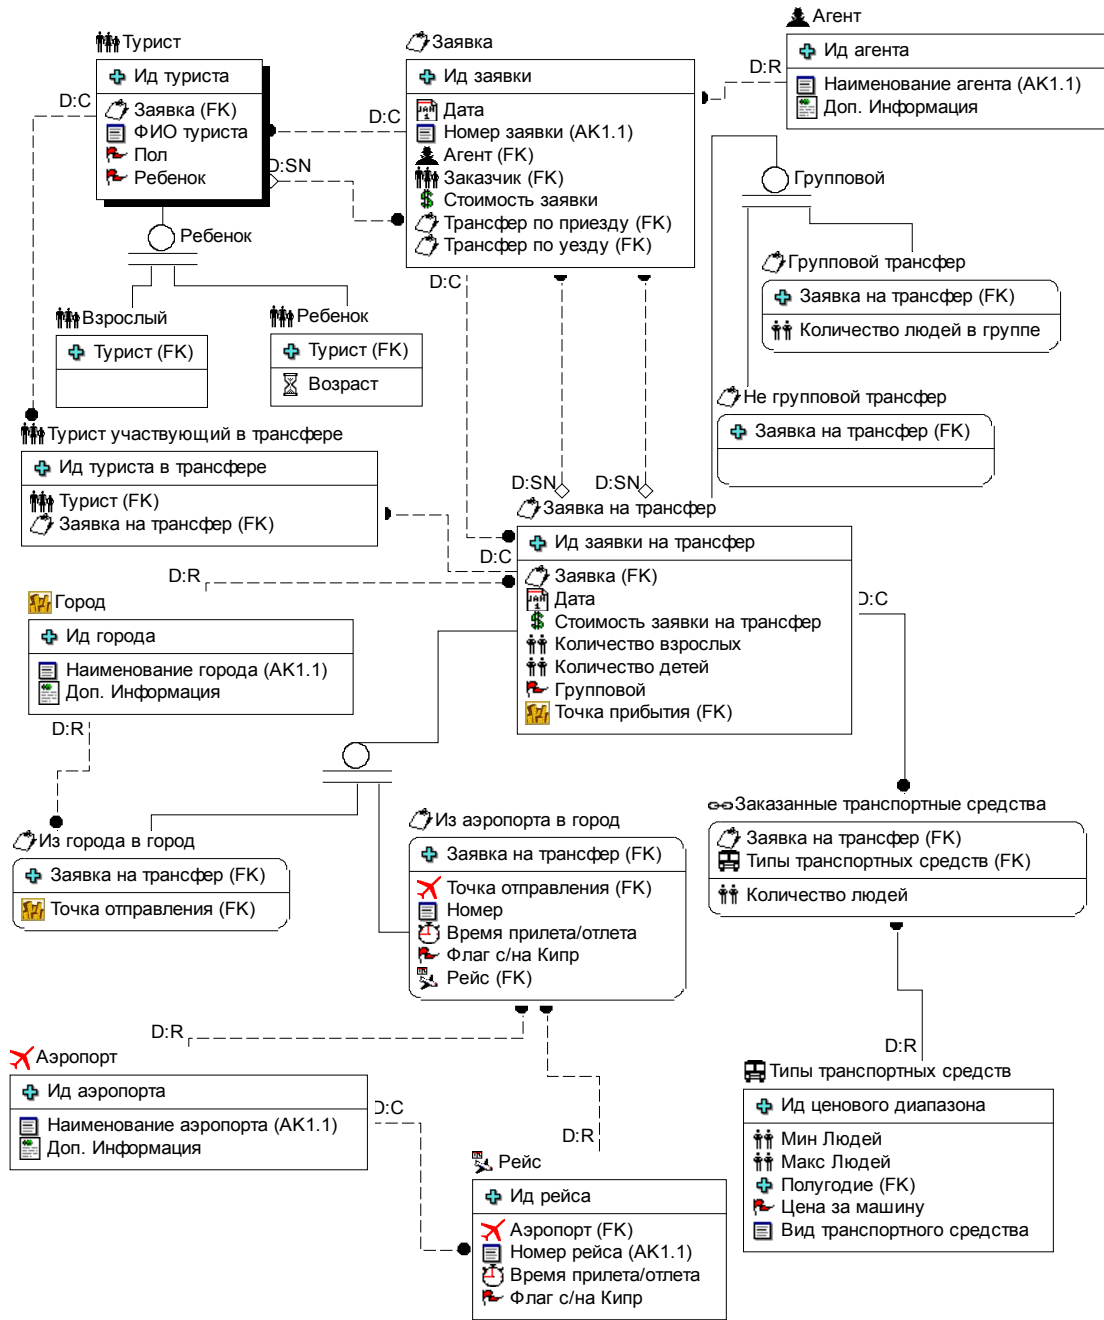 Турист
Ид туриста
Заявка (FK)
ФИО туриста
Пол
Ребенок
D:C
D:SN
D:C
Заявка
Ид заявки
Дата
Номер заявки (AK1.1)
Агент (FK)
Заказчик (FK)
Стоимость заявки
Трансфер по приезду (FK)
Трансфер по уезду (FK)
D:C
D:R
Агент
Ид агента
Наименование агента (AK1.1)
Доп. Информация
Групповой
Групповой трансфер
Заявка на трансфер (FK)
Количество людей в группе
Не групповой трансфер
Заявка на трансфер (FK)
Ребенок
Взрослый
Турист (FK)
Ребенок
Турист (FK)
Возраст
Турист участвующий в трансфере
Ид туриста в трансфере
Турист (FK)
Заявка на трансфер (FK)
D:SN
D:SN
Заявка на трансфер
Ид заявки на трансфер
Заявка (FK)
Дата
Стоимость заявки на трансфер
Количество взрослых
Количество детей
Групповой
Точка прибытия (FK)
D:C
D:R
D:C
Город
Ид города
Наименование города (AK1.1)
Доп. Информация
D:R
Из города в город
Заявка на трансфер (FK)
Точка отправления (FK)
Из аэропорта в город
Заявка на трансфер (FK)
Точка отправления (FK)
Номер
Время прилета/отлета
Флаг с/на Кипр
Рейс (FK)
Заказанные транспортные средства
Заявка на трансфер (FK)
Типы транспортных средств (FK)
Количество людей
D:R
Аэропорт
Ид аэропорта
Наименование аэропорта (AK1.1)
Доп. Информация
D:C
D:R
Рейс
Ид рейса
Аэропорт (FK)
Номер рейса (AK1.1)
Время прилета/отлета
Флаг с/на Кипр
D:R
Типы транспортных средств
Ид ценового диапазона
Мин Людей
Макс Людей
Полугодие (FK)
Цена за машину
Вид транспортного средства